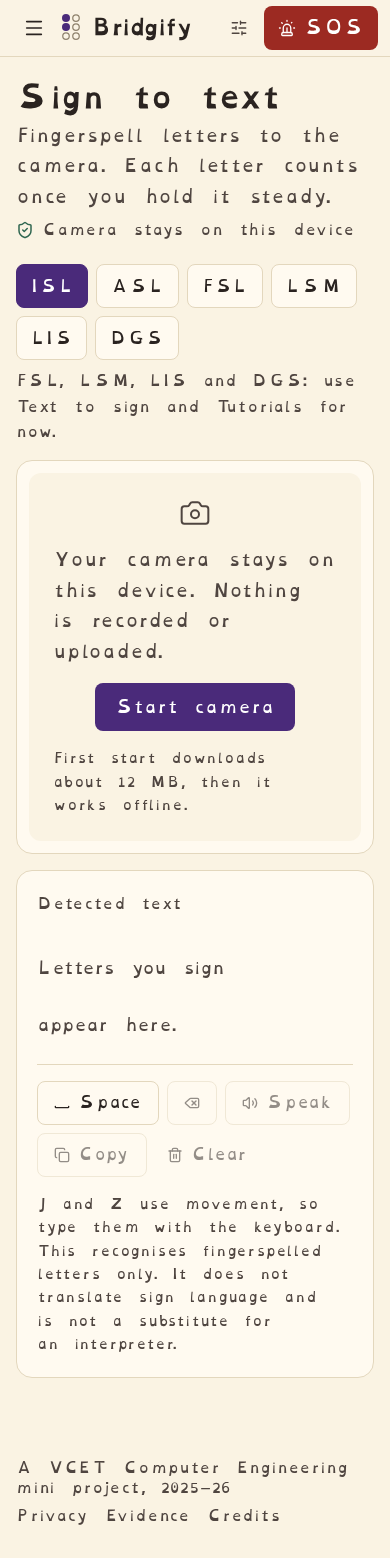 Bridgify SOS
Sign to text
Fingerspell letters to the
camera. Each letter counts
once you hold it steady.
Camera stays on this device
ISL ASL FSL LSM
LIS DGS
FSL, LSM, LIS and DGS: use
Text to sign and Tutorials for
now.
Your camera stays on
this device. Nothing
is recorded or
uploaded.
Start camera
First start downloads
about 12 MB, then it
works offline.
Detected text
Letters you sign
appear here.
Space Speak
Copy Clear
J and Z use movement, so
type them with the keyboard.
This recognises fingerspelled
letters only. It does not
translate sign language and
is not a substitute for
an interpreter.
A VCET Computer Engineering
mini project, 2025–26
Privacy Evidence Credits